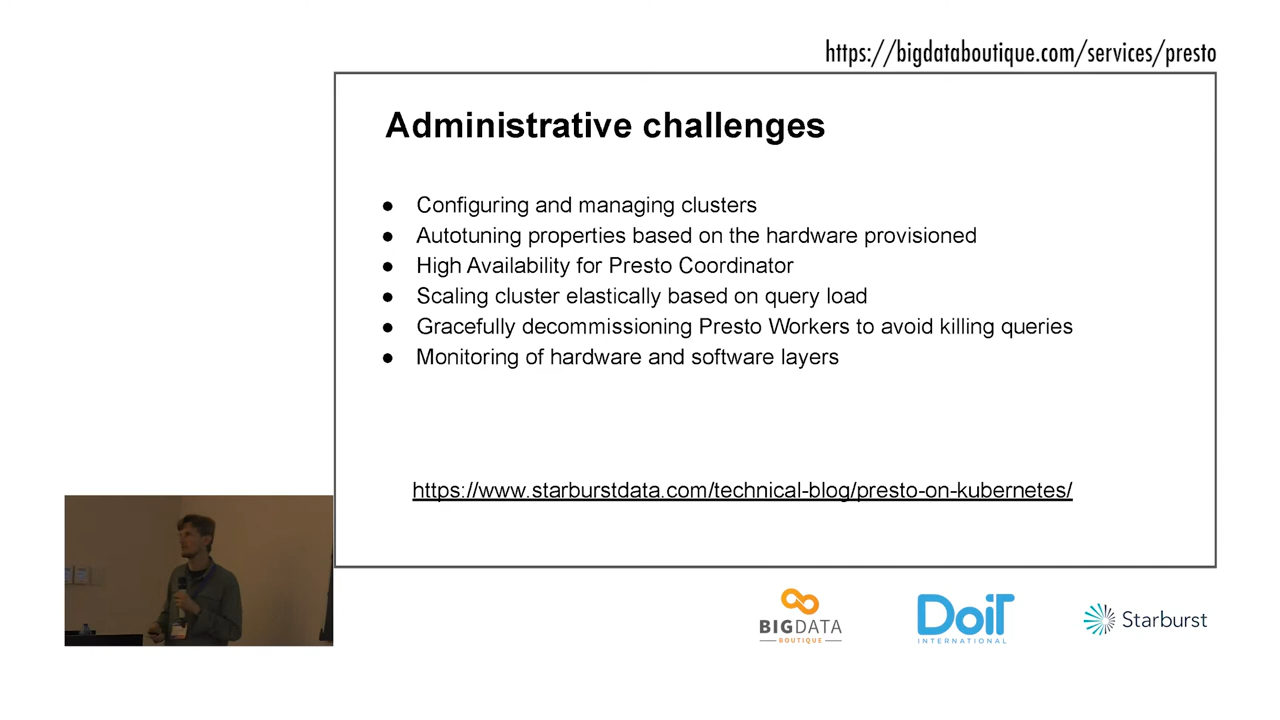 https://bigdataboutique.com/services/presto
Administrative challenges
● Configuring and managing clusters
● Autotuning properties based on the hardware provisioned
● High Availability for Presto Coordinator
● Scaling cluster elastically based on query load
● Gracefully decommissioning Presto Workers to avoid killing queries
● Monitoring of hardware and software layers
https://www.starburstdata.com/technical-blog/presto-on-kubernetes/
BIGDATA
BOUTIQUE
DoiT
INTERNATIONAL
Starburst